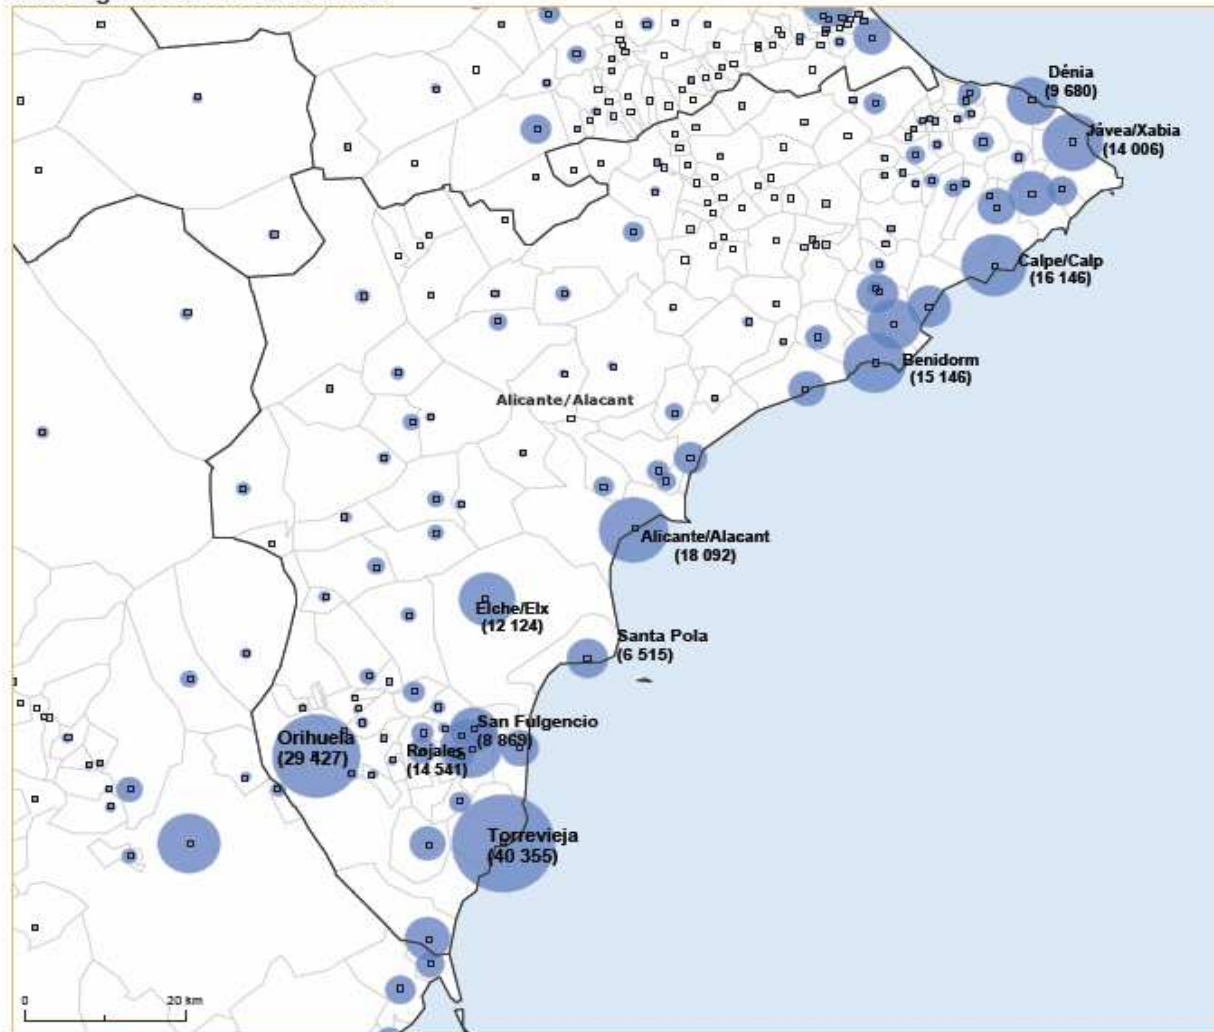 Dénia
(9 680)
Jávea/Xabia
(14 006)
Calpe/Calp
(16 146)
Benidorm
(15 146)
Alicante/Alacant
Alicante/Alacant
(18 092)
Elche/Elx
(12 124)
Santa Pola
(6 515)
San Fulgencio
(8 869)
Orihuela
(29 427)
Rojales
(14 541)
Torrevieja
(40 355)
0 20 km